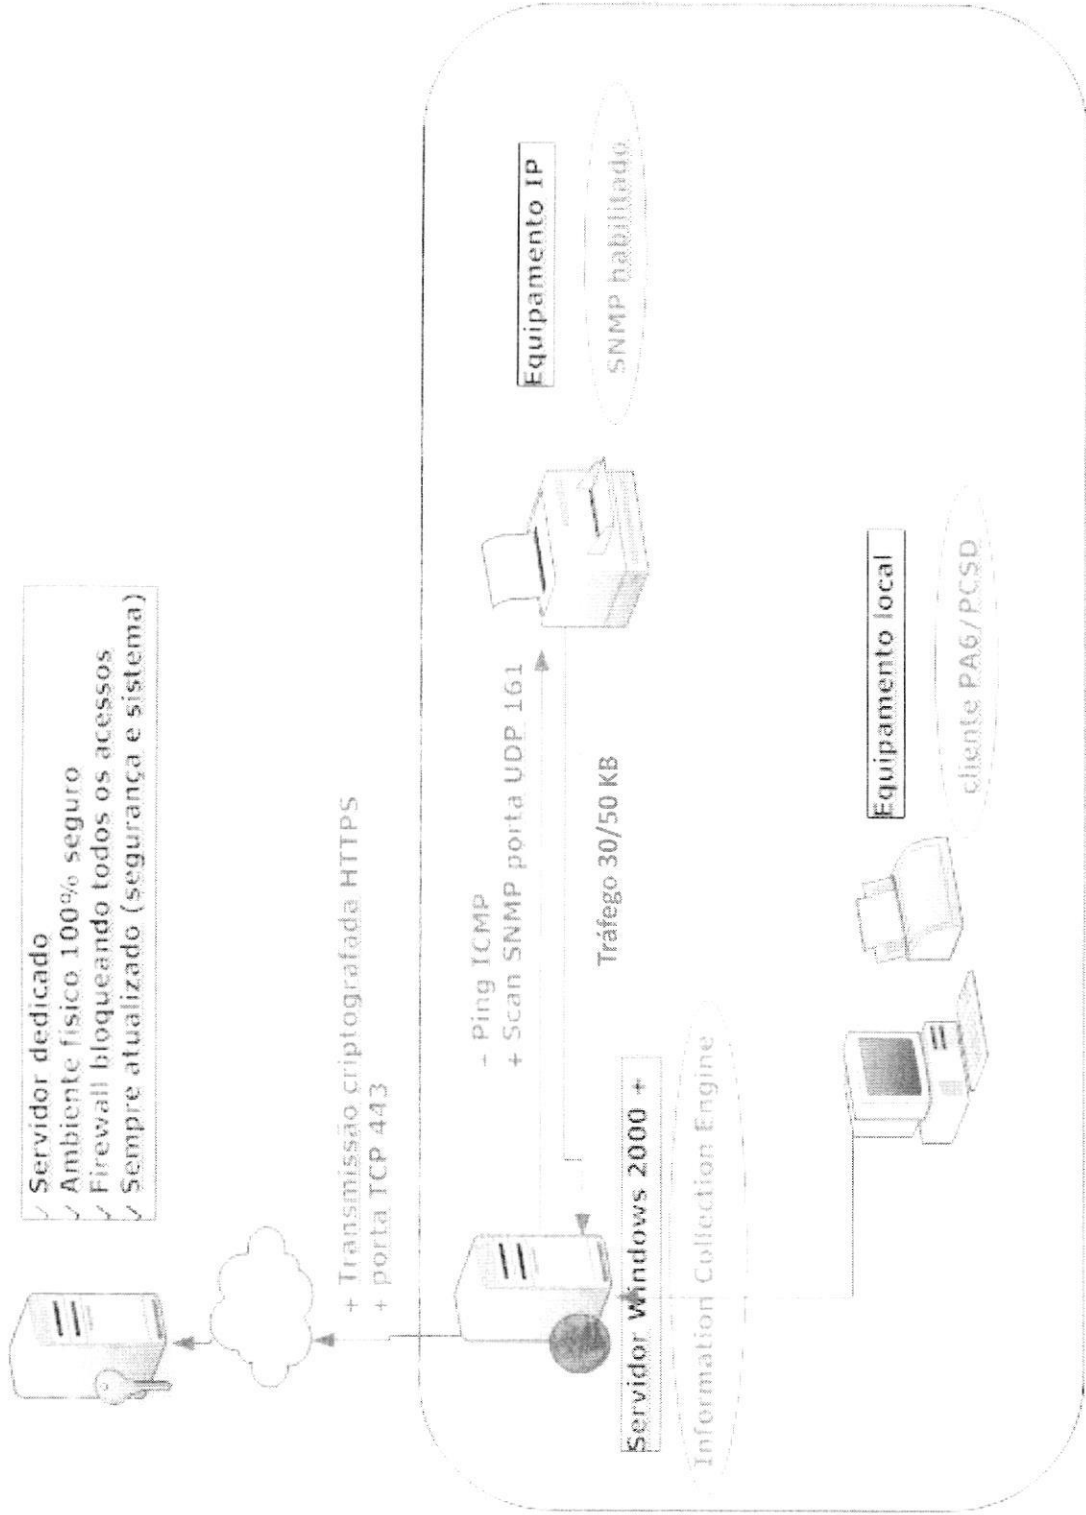 ✓ Servidor dedicado
✓ Ambiente físico 100% seguro
✓ Firewall bloqueando todos os acessos
✓ Sempre atualizado (segurança e sistema)
+ Transmissão criptografada HTTPS
+ porta TCP 443
- Ping ICMP
+ Scan SNMP porta UDP 161
Tráfego 30/50 KB
Equipamento IP
SNMP habilitado
Servidor Windows 2000 +
Information Collection Engine
Equipamento local
cliente PA6/PCSD